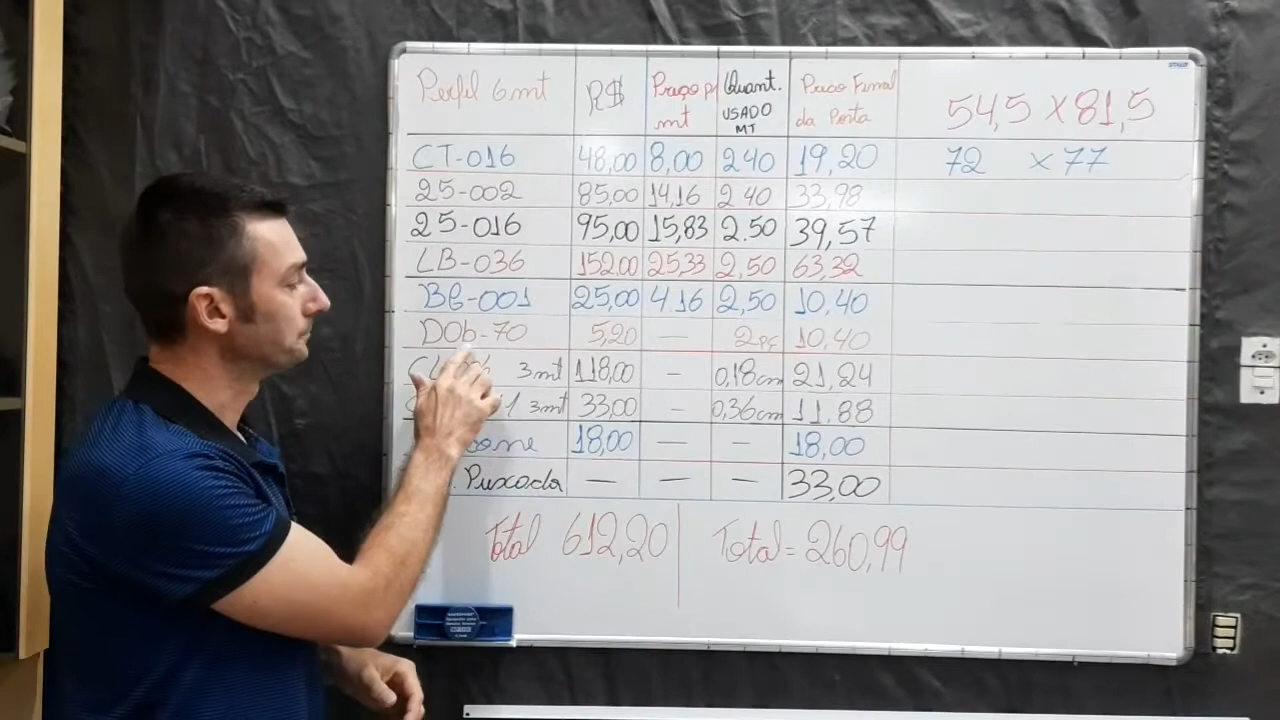 Perfil 6mt R$ Preço p/ mt Quant. USADO MT Preço Final da Porta 54,5 x 81,5
CT-016 48,00 8,00 2 40 19,20 72 x 77
25-002 85,00 14,16 2 40 33,98
25-016 95,00 15,83 2.50 39,57
LB-036 152,00 25,33 2,50 63,32
BG-001 25,00 4 16 2,50 10,40
DOb-70 5,20 — 2 PÇ 10,40
3mt 118,00 - 0,18cm 21,24
3mt 33,00 - 0,36cm 11,88
18,00 — — 18,00
Puxada — — — 33,00
Total 612,20 Total = 260,99